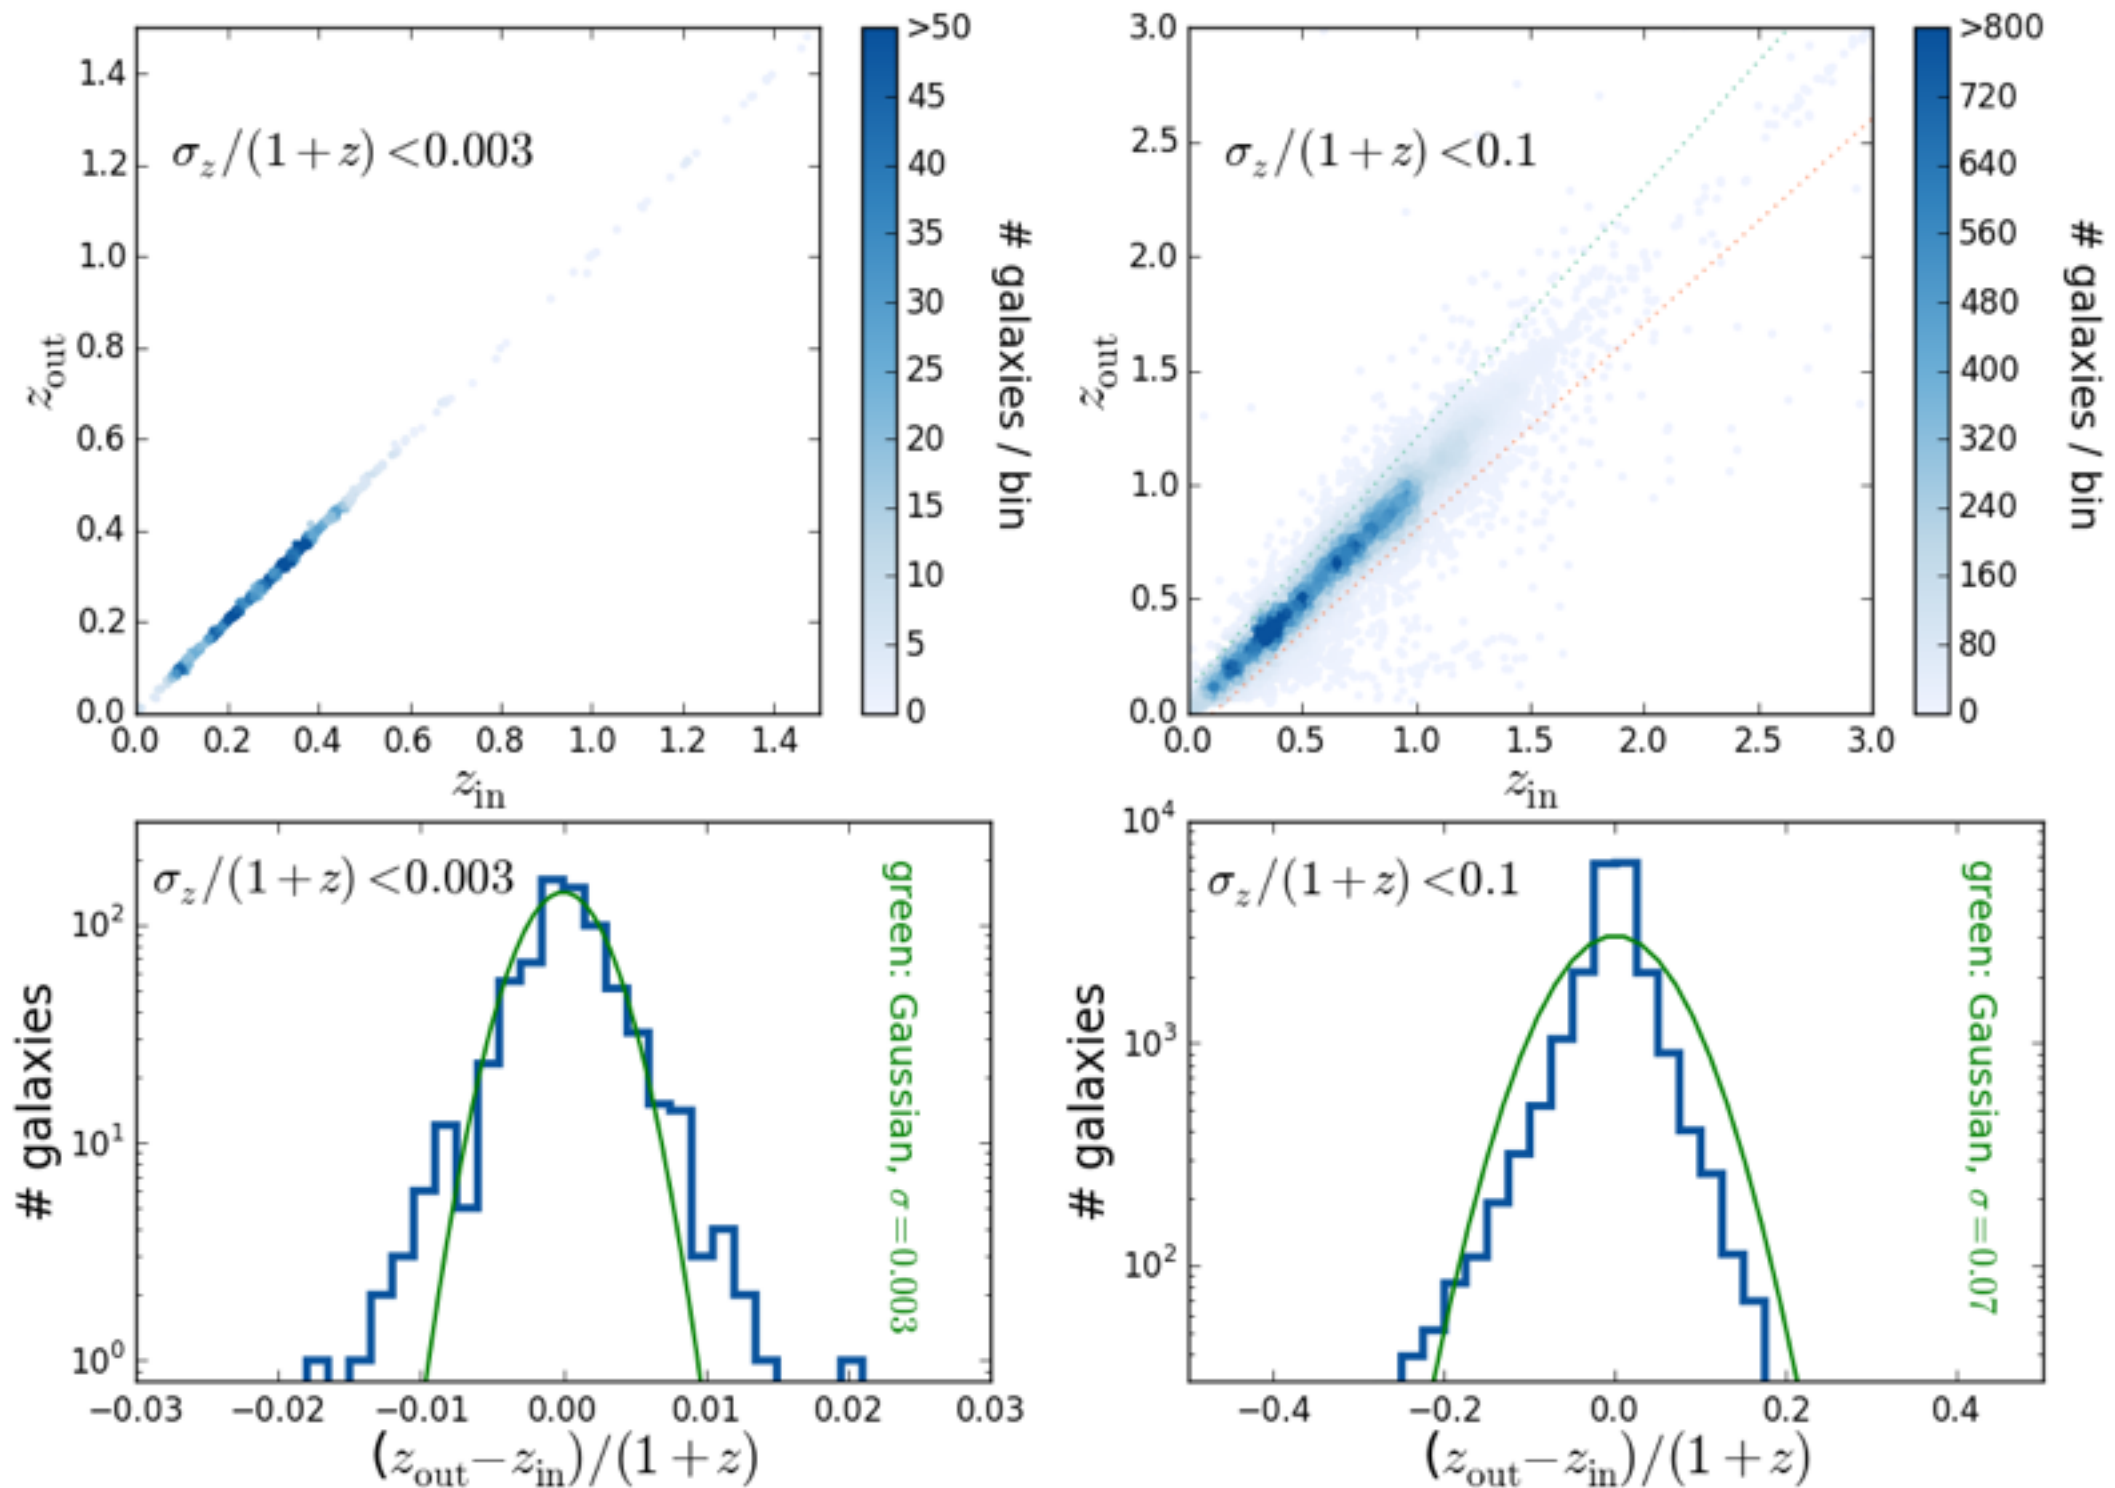 σ_z/(1+z) <0.003
z_out
1.4
1.2
1.0
0.8
0.6
0.4
0.2
0.0
0.0 0.2 0.4 0.6 0.8 1.0 1.2 1.4
z_in
>50
45
40
35
30
25
20
15
10
5
0
# galaxies / bin
σ_z/(1+z) <0.1
z_out
3.0
2.5
2.0
1.5
1.0
0.5
0.0
0.0 0.5 1.0 1.5 2.0 2.5 3.0
z_in
>800
720
640
560
480
400
320
240
160
80
0
# galaxies / bin
σ_z/(1+z) <0.003
# galaxies
10^2
10^1
10^0
−0.03 −0.02 −0.01 0.00 0.01 0.02 0.03
(z_out−z_in)/(1+z)
green: Gaussian, σ=0.003
σ_z/(1+z) <0.1
# galaxies
10^4
10^3
10^2
−0.4 −0.2 0.0 0.2 0.4
(z_out−z_in)/(1+z)
green: Gaussian, σ=0.07